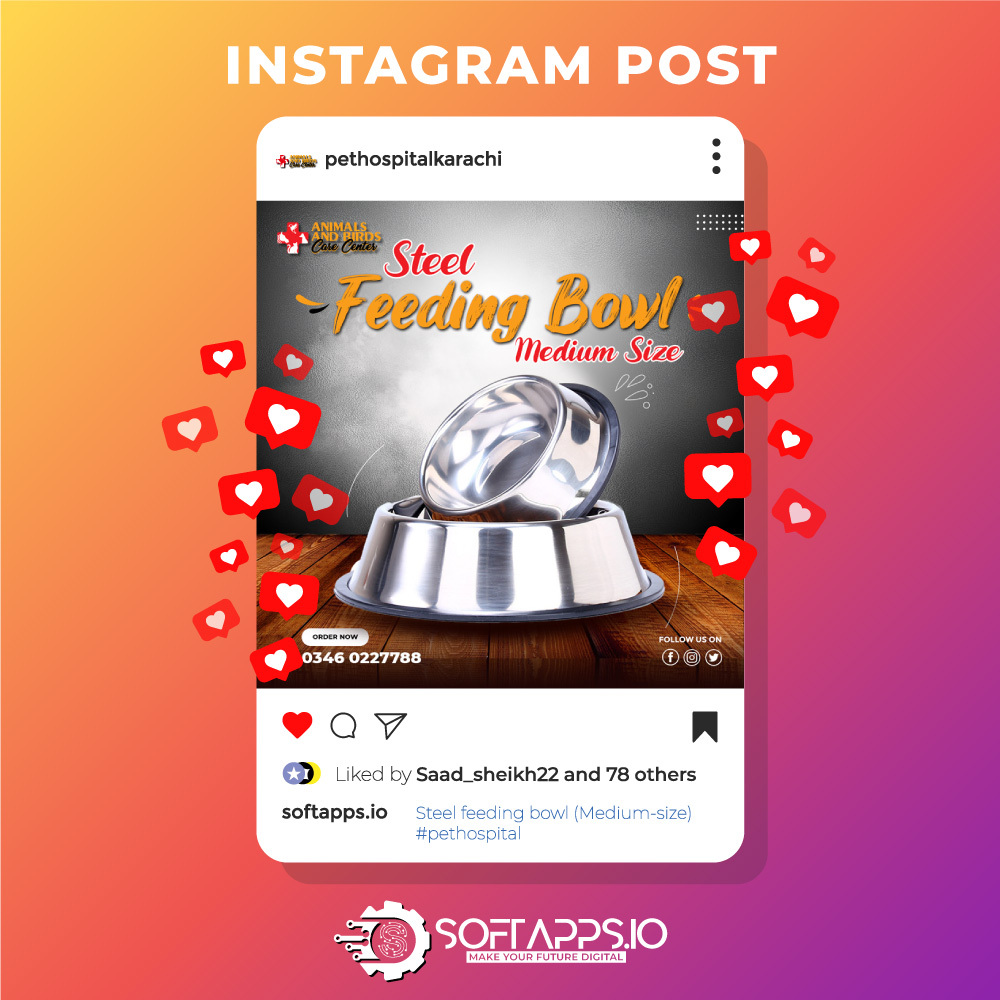 INSTAGRAM POST
pethospitalkarachi
ANIMALS
AND BIRDS
Care Center
Steel
Feeding Bowl
Medium Size
ORDER NOW
0346 0227788
FOLLOW US ON
Liked by Saad_sheikh22 and 78 others
softapps.io Steel feeding bowl (Medium-size)
#pethospital
SOFTAPPS.IO
MAKE YOUR FUTURE DIGITAL